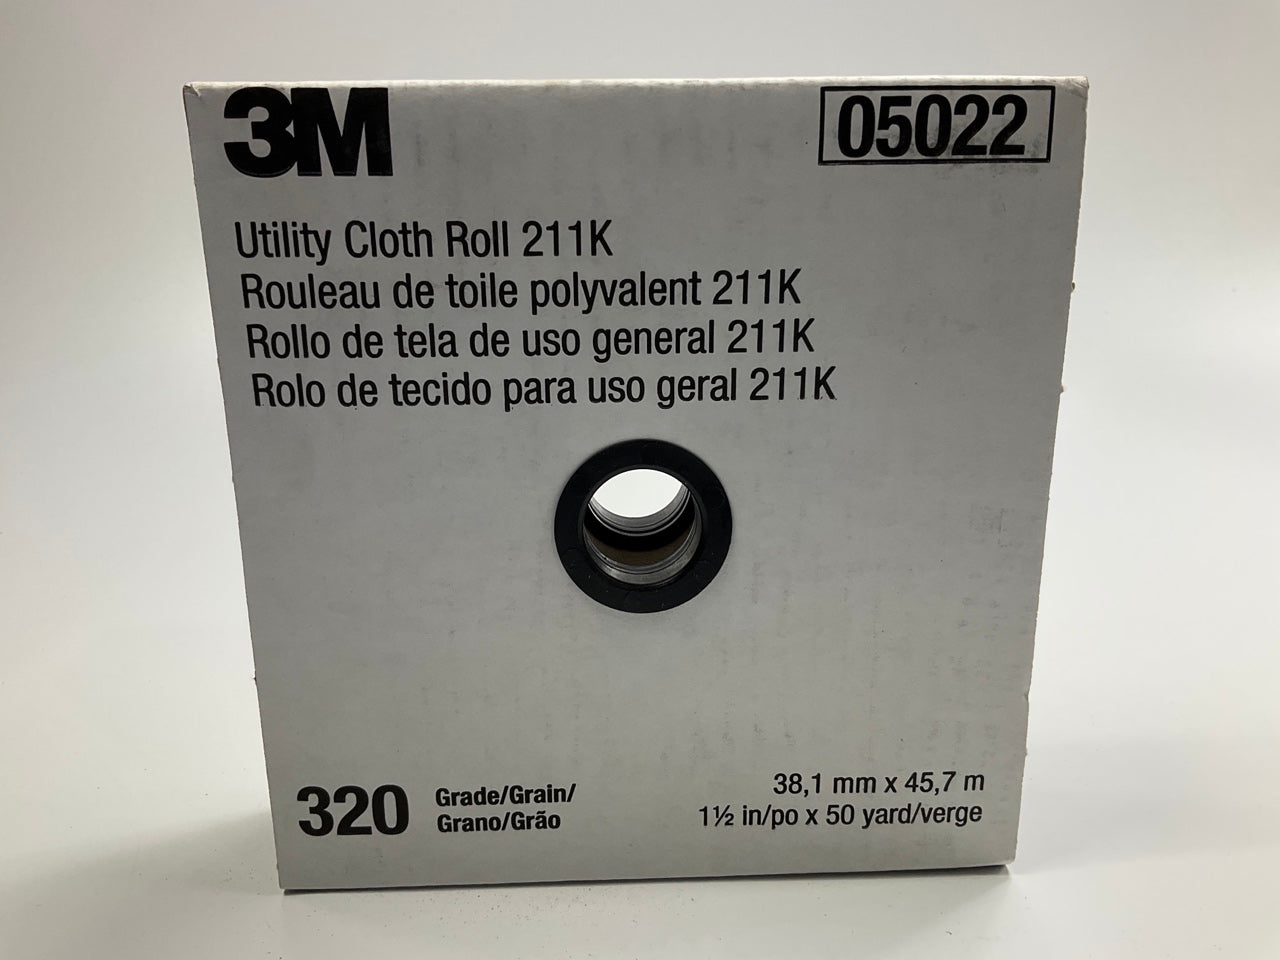 3M
05022
Utility Cloth Roll 211K
Rouleau de toile polyvalent 211K
Rollo de tela de uso general 211K
Rolo de tecido para uso geral 211K
320
Grade/Grain/
Grano/Grão
38,1 mm x 45,7 m
1½ in/po x 50 yard/verge